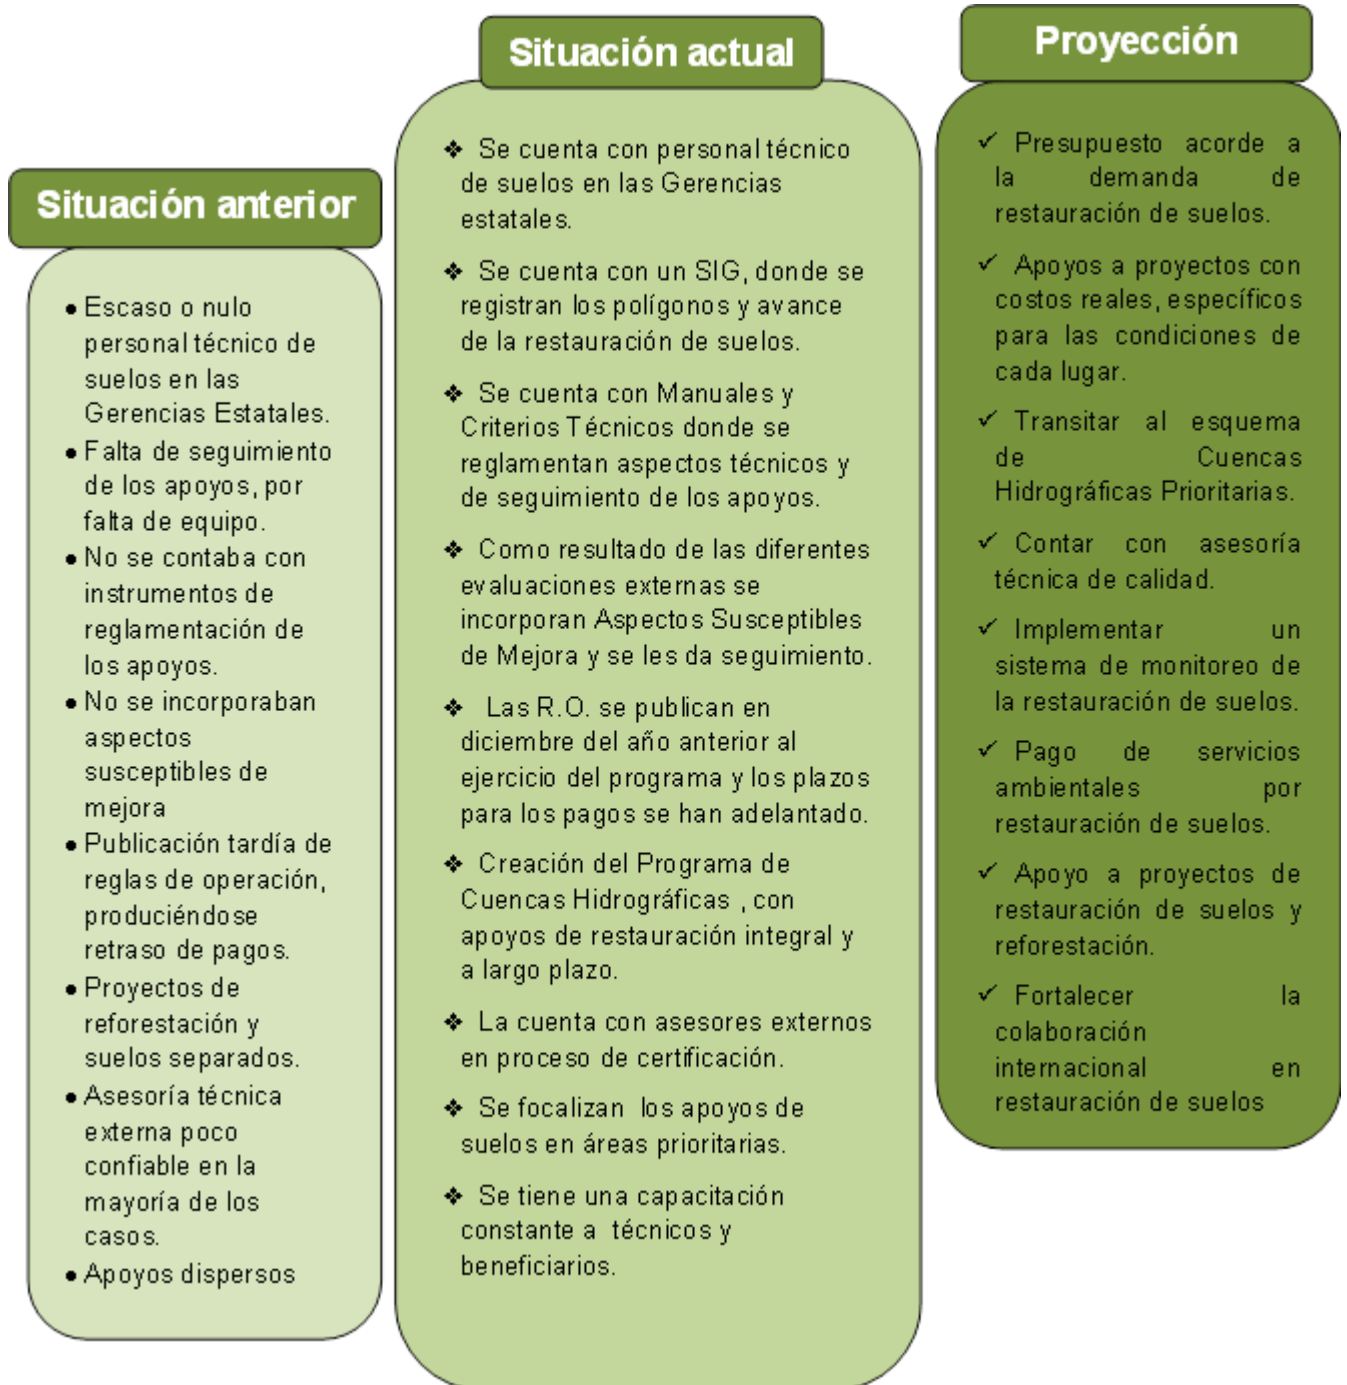 Situación anterior
● Escaso o nulo
personal técnico de
suelos en las
Gerencias Estatales.
● Falta de seguimiento
de los apoyos, por
falta de equipo.
● No se contaba con
instrumentos de
reglamentación de
los apoyos.
● No se incorporaban
aspectos
susceptibles de
mejora
● Publicación tardía de
reglas de operación,
produciéndose
retraso de pagos.
● Proyectos de
reforestación y
suelos separados.
● Asesoría técnica
externa poco
confiable en la
mayoría de los
casos.
● Apoyos dispersos
Situación actual
❖ Se cuenta con personal técnico
de suelos en las Gerencias
estatales.
❖ Se cuenta con un SIG, donde se
registran los polígonos y avance
de la restauración de suelos.
❖ Se cuenta con Manuales y
Criterios Técnicos donde se
reglamentan aspectos técnicos y
de seguimiento de los apoyos.
❖ Como resultado de las diferentes
evaluaciones externas se
incorporan Aspectos Susceptibles
de Mejora y se les da seguimiento.
❖ Las R.O. se publican en
diciembre del año anterior al
ejercicio del programa y los plazos
para los pagos se han adelantado.
❖ Creación del Programa de
Cuencas Hidrográficas , con
apoyos de restauración integral y
a largo plazo.
❖ La cuenta con asesores externos
en proceso de certificación.
❖ Se focalizan los apoyos de
suelos en áreas prioritarias.
❖ Se tiene una capacitación
constante a técnicos y
beneficiarios.
Proyección
✓ Presupuesto acorde a
la demanda de
restauración de suelos.
✓ Apoyos a proyectos con
costos reales, específicos
para las condiciones de
cada lugar.
✓ Transitar al esquema
de Cuencas
Hidrográficas Prioritarias.
✓ Contar con asesoría
técnica de calidad.
✓ Implementar un
sistema de monitoreo de
la restauración de suelos.
✓ Pago de servicios
ambientales por
restauración de suelos.
✓ Apoyo a proyectos de
restauración de suelos y
reforestación.
✓ Fortalecer la
colaboración
internacional en
restauración de suelos